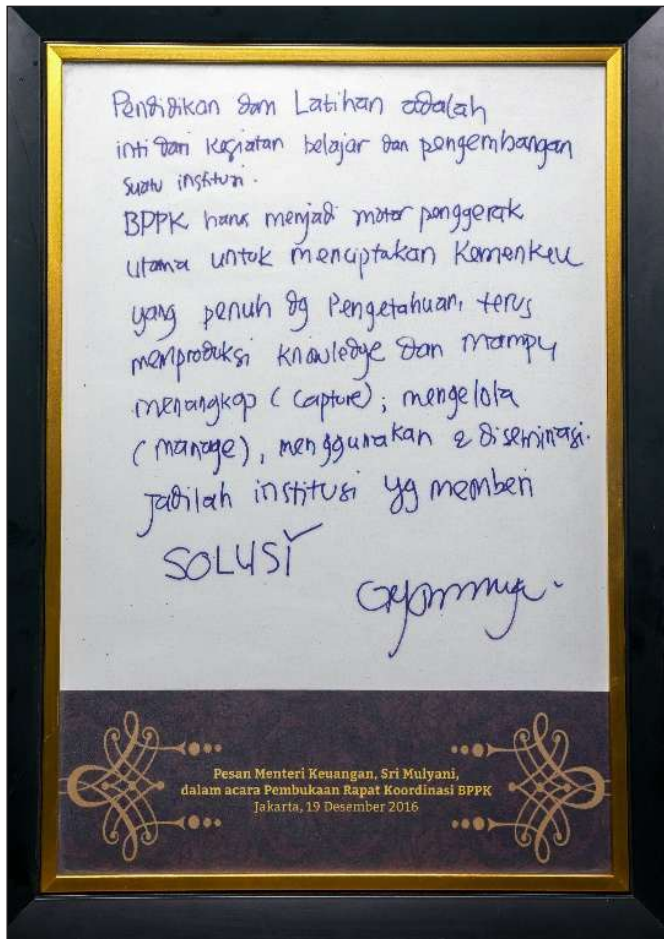 Pendidikan dan Latihan adalah
inti dari kegiatan belajar dan pengembangan
suatu institusi.
BPPK harus menjadi motor penggerak
utama untuk menciptakan Kemenkeu
yang penuh dg Pengetahuan, terus
memproduksi knowledge dan mampu
menangkap (capture), mengelola
(manage), menggunakan & diseminasi.
Jadilah institusi yg memberi
SOLUSI
Pesan Menteri Keuangan, Sri Mulyani,
dalam acara Pembukaan Rapat Koordinasi BPPK
Jakarta, 19 Desember 2016